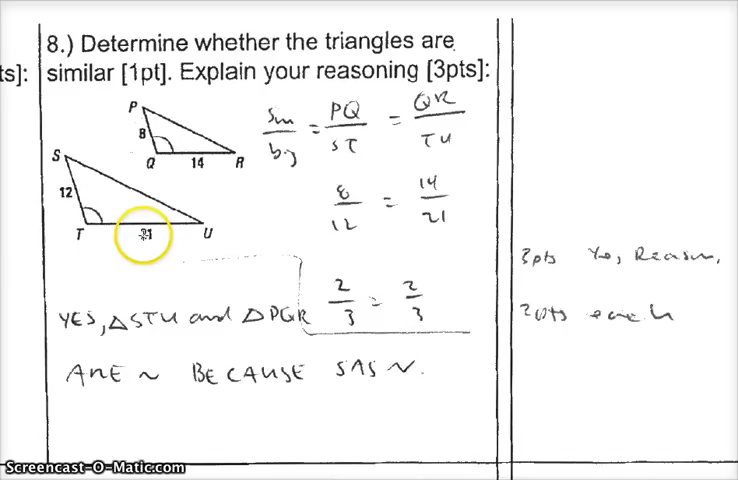 8.) Determine whether the triangles are
ts]: similar [1pt]. Explain your reasoning [3pts]:
P
8
Q 14 R
S
12
T 21 U
Sm/big = PQ/ST = QR/TU
8/12 = 14/21
2/3 = 2/3
YES, △STU and △PQR
ARE ~ BECAUSE SAS ~.
3pts Yes, Reason,
2pts each
Screencast-O-Matic.com